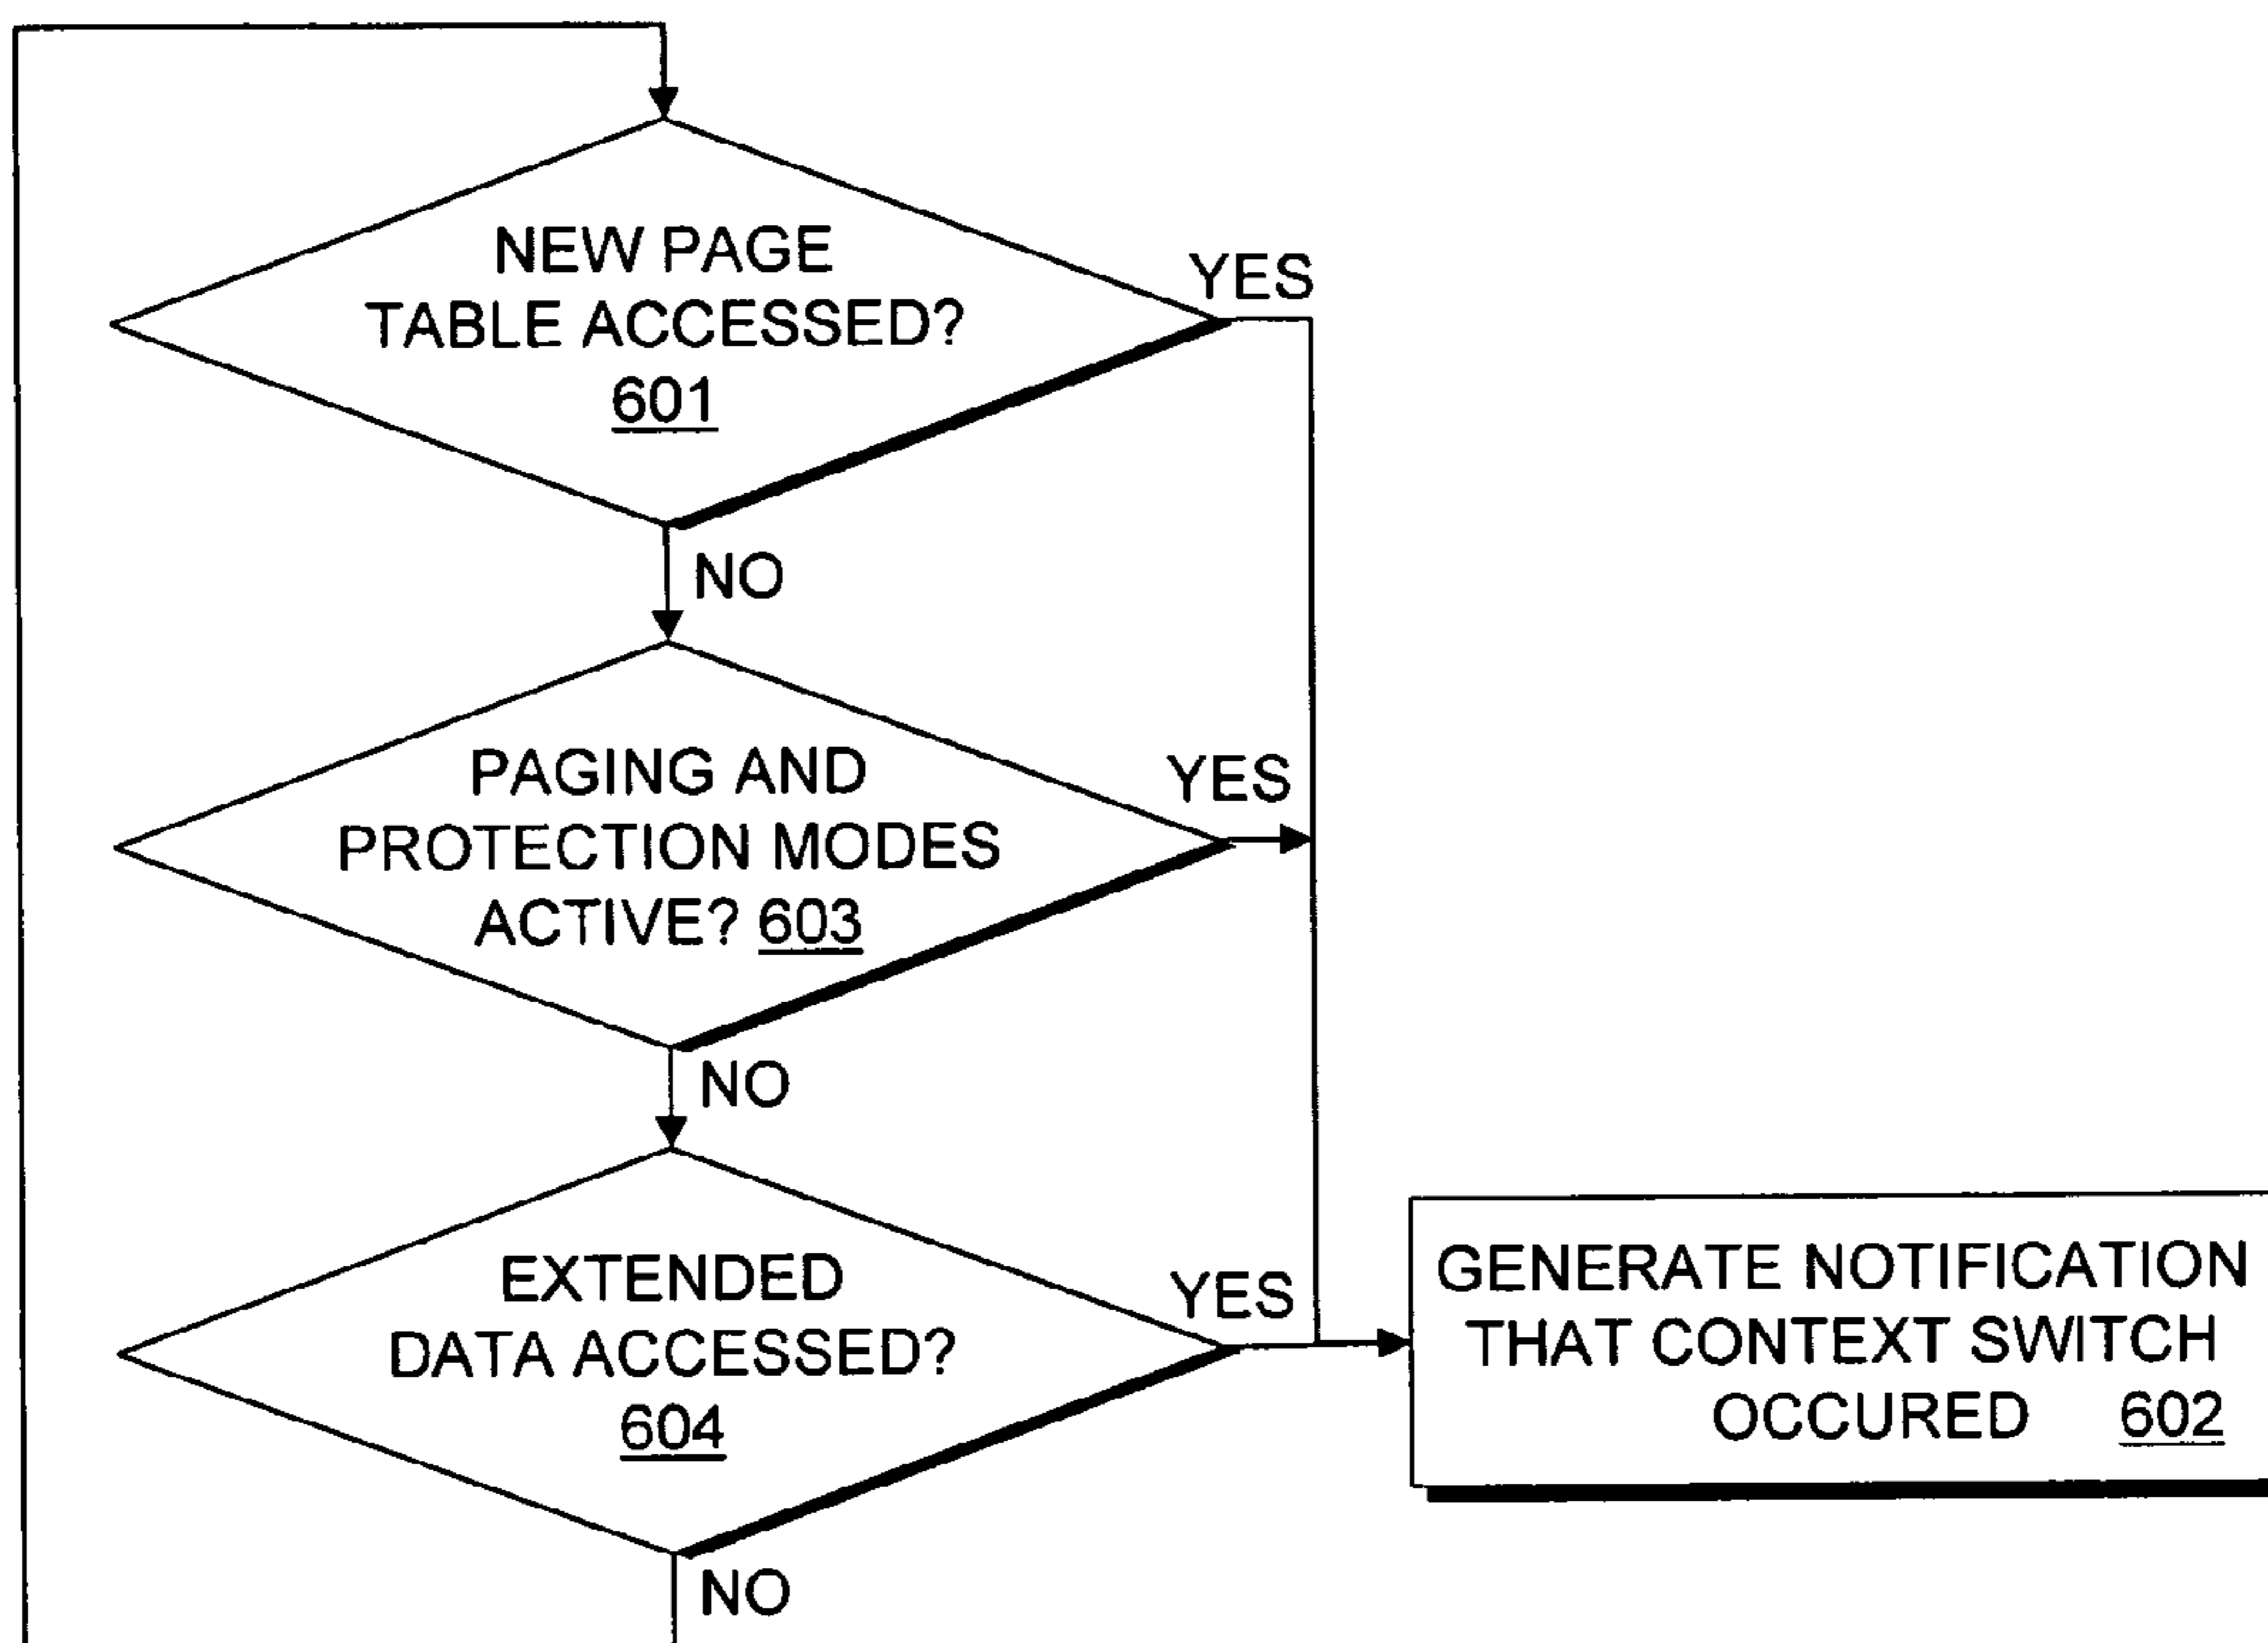 NEW PAGE
TABLE ACCESSED?
601
YES
NO
PAGING AND
PROTECTION MODES
ACTIVE? 603
YES
NO
EXTENDED
DATA ACCESSED?
604
YES
NO
GENERATE NOTIFICATION
THAT CONTEXT SWITCH
OCCURED 602